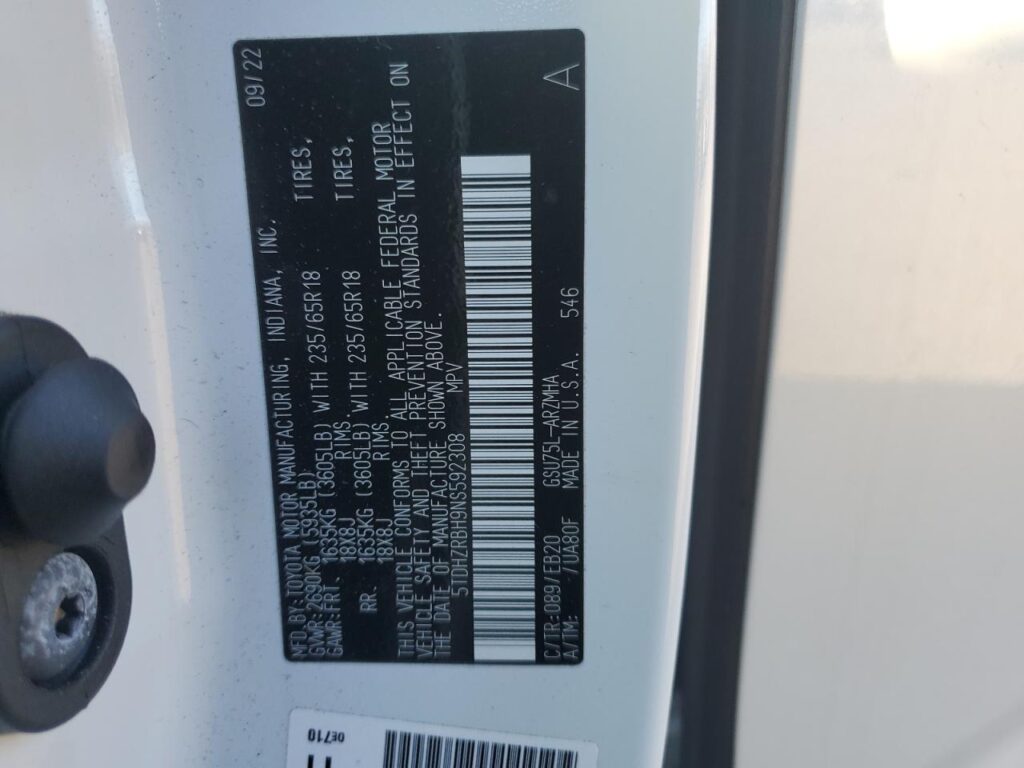 MFD. BY: TOYOTA MOTOR MANUFACTURING, INDIANA, INC. 09/22
GVWR: 2690KG (5935LB)
GAWR: FRT. 1635KG (3605LB) WITH 235/65R18 TIRES,
18X8J RIMS,
RR. 1635KG (3605LB) WITH 235/65R18 TIRES,
18X8J RIMS.
THIS VEHICLE CONFORMS TO ALL APPLICABLE FEDERAL MOTOR
VEHICLE SAFETY AND THEFT PREVENTION STANDARDS IN EFFECT ON
THE DATE OF MANUFACTURE SHOWN ABOVE.
5TDHZRBH9NS592308 MPV
C/TR:089/EB20 GSU75L-ARZMHA A
A/TM: /UA80F MADE IN U.S.A. 546
0E710